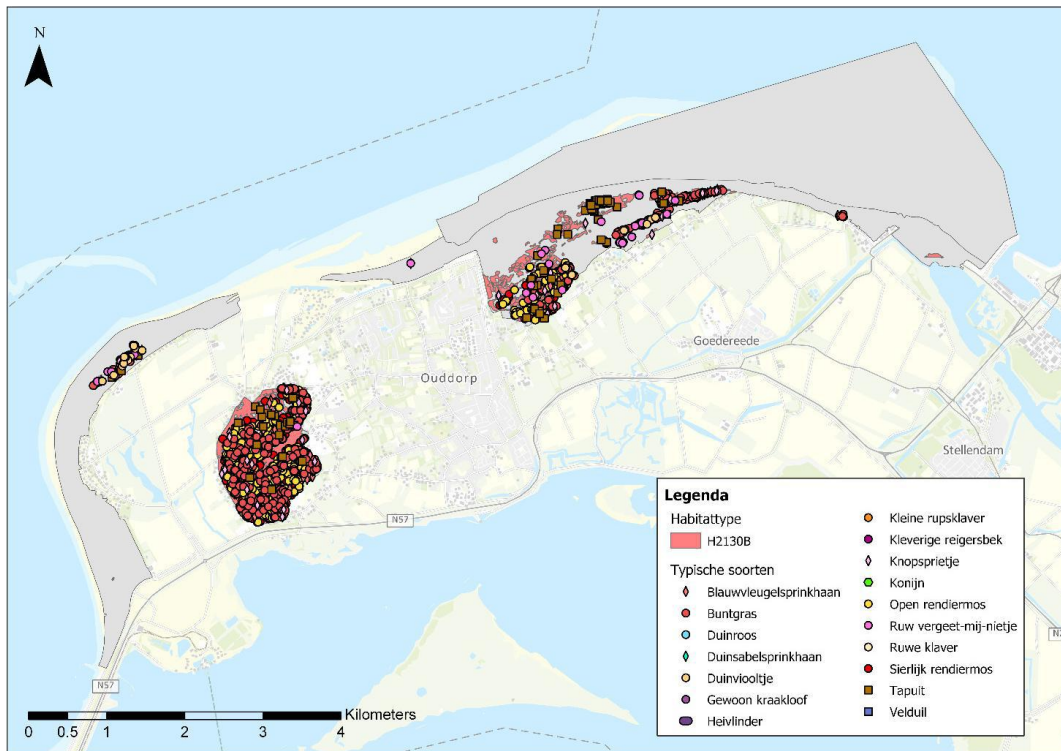 N
Ouddorp
Goedereede
Stellendam
N57
N57
Kilometers
0 0.5 1 2 3 4
Legenda
Habitattype
H2130B
Typische soorten
Blauwvleugelsprinkhaan
Buntgras
Duinroos
Duinsabelsprinkhaan
Duinviooltje
Gewoon kraakloof
Heivlinder
Kleine rupsklaver
Kleverige reigersbek
Knopsprietje
Konijn
Open rendiermos
Ruw vergeet-mij-nietje
Ruwe klaver
Sierlijk rendiermos
Tapuit
Velduil